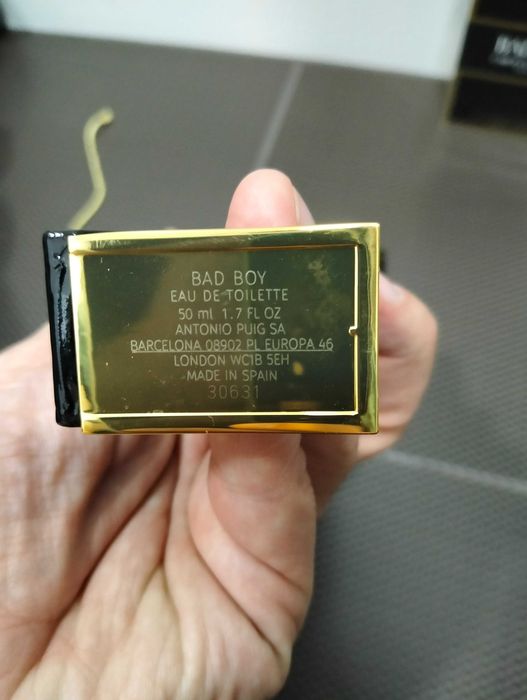 BAD BOY
EAU DE TOILETTE
50 ml 1.7 FL OZ
ANTONIO PUIG SA
BARCELONA 08902 PL EUROPA 46
LONDON WC1B 5EH
MADE IN SPAIN
30631